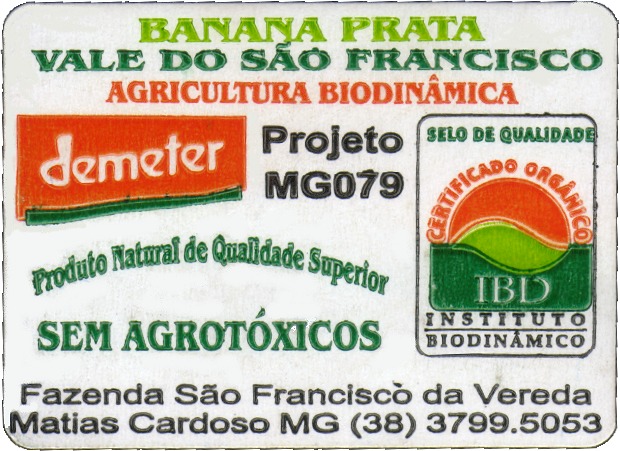 BANANA PRATA
VALE DO SÃO FRANCISCO
AGRICULTURA BIODINÂMICA
demeter
Projeto
MG079
SELO DE QUALIDADE
CERTIFICADO ORGÂNICO
IBD
INSTITUTO
BIODINÂMICO
Produto Natural de Qualidade Superior
SEM AGROTÓXICOS
Fazenda São Franciscò da Vereda
Matias Cardoso MG (38) 3799.5053